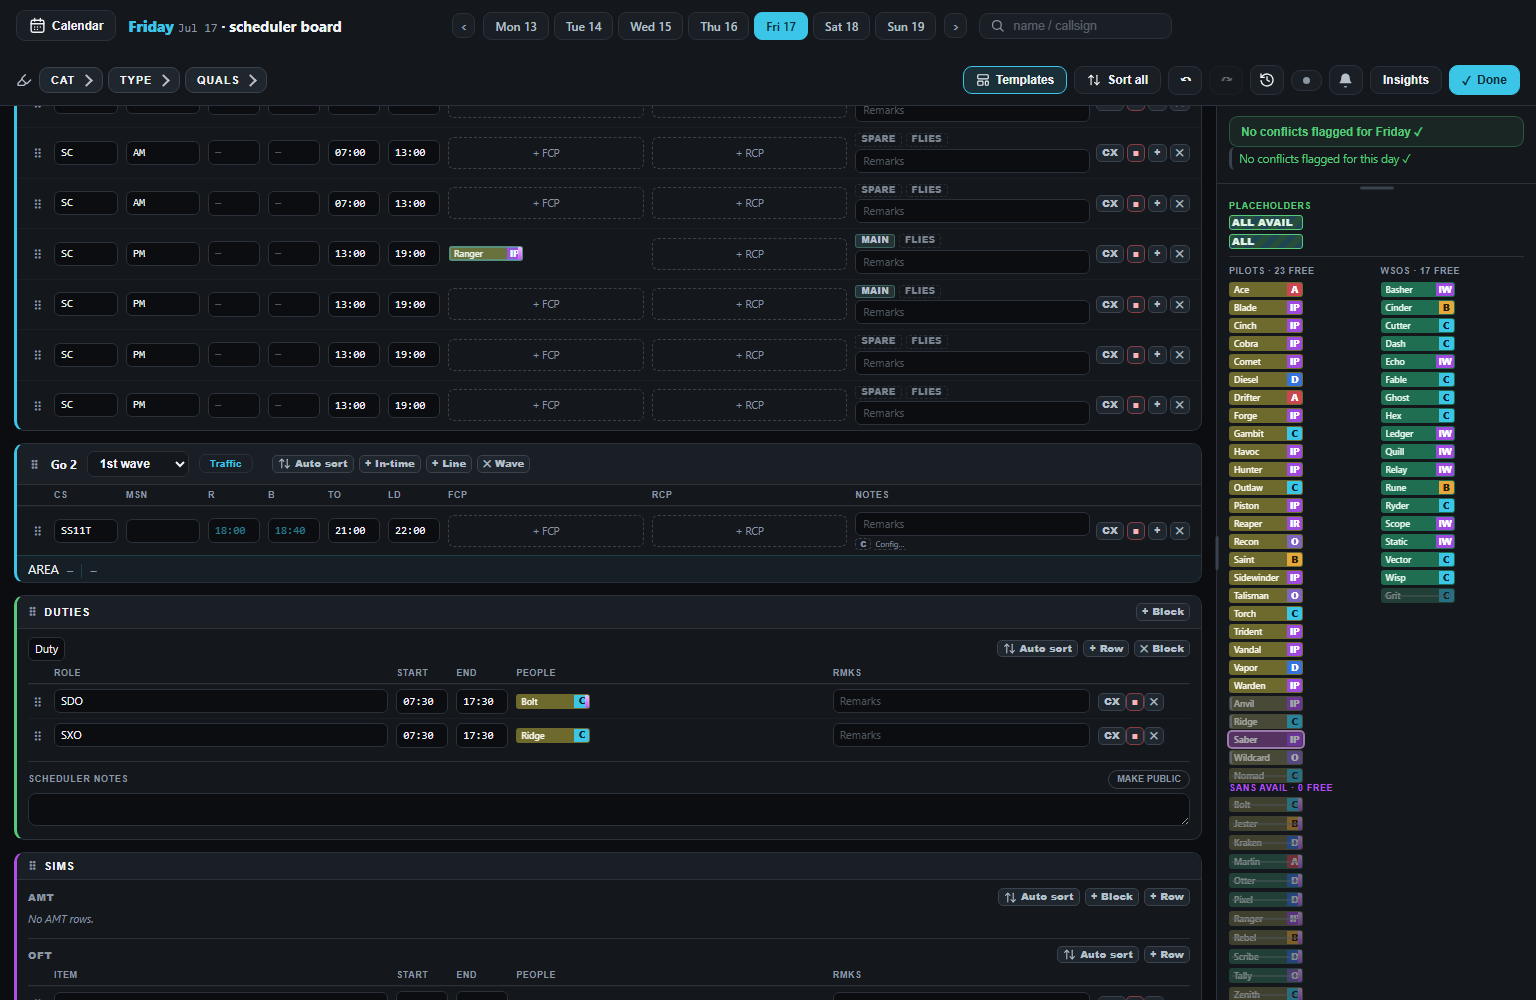 Calendar
Friday Jul 17 · scheduler board
‹ Mon 13 Tue 14 Wed 15 Thu 16 Fri 17 Sat 18 Sun 19 ›
name / callsign
CAT TYPE QUALS
Templates Sort all Insights ✓ Done
Remarks
SPARE FLIES
SC AM – – 07:00 13:00 + FCP + RCP Remarks CX + ✕
SPARE FLIES
SC AM – – 07:00 13:00 + FCP + RCP Remarks CX + ✕
MAIN FLIES
SC PM – – 13:00 19:00 Ranger IP + RCP Remarks CX + ✕
MAIN FLIES
SC PM – – 13:00 19:00 + FCP + RCP Remarks CX + ✕
SPARE FLIES
SC PM – – 13:00 19:00 + FCP + RCP Remarks CX + ✕
SPARE FLIES
SC PM – – 13:00 19:00 + FCP + RCP Remarks CX + ✕
Go 2 1st wave Traffic Auto sort + In-time + Line ✕ Wave
CS MSN R B TO LD FCP RCP NOTES
SS11T 18:00 18:40 21:00 22:00 + FCP + RCP Remarks CX + ✕
C Config...
AREA – –
DUTIES + Block
Duty Auto sort + Row ✕ Block
ROLE START END PEOPLE RMKS
SDO 07:30 17:30 Bolt C Remarks CX ✕
SXO 07:30 17:30 Ridge C Remarks CX ✕
SCHEDULER NOTES MAKE PUBLIC
SIMS
AMT Auto sort + Block + Row
No AMT rows.
OFT Auto sort + Row
ITEM START END PEOPLE RMKS
No conflicts flagged for Friday ✓
No conflicts flagged for this day ✓
PLACEHOLDERS
ALL AVAIL
ALL
PILOTS · 23 FREE
Ace A
Blade IP
Cinch IP
Cobra IP
Comet IP
Diesel D
Drifter A
Forge IP
Gambit C
Havoc IP
Hunter IP
Outlaw C
Piston IP
Reaper IR
Recon O
Saint B
Sidewinder IP
Talisman O
Torch C
Trident IP
Vandal IP
Vapor D
Warden IP
Anvil IP
Ridge C
Saber IP
Wildcard O
Nomad C
WSOS · 17 FREE
Basher IW
Cinder B
Cutter C
Dash C
Echo IW
Fable C
Ghost C
Hex C
Ledger IW
Quill IW
Relay IW
Rune B
Ryder C
Scope IW
Static IW
Vector C
Wisp C
Grit C
SANS AVAIL · 0 FREE
Bolt C
Jester B
Kraken D
Marlin A
Otter D
Pixel D
Ranger IP
Rebel B
Scribe D
Tally O
Zenith C